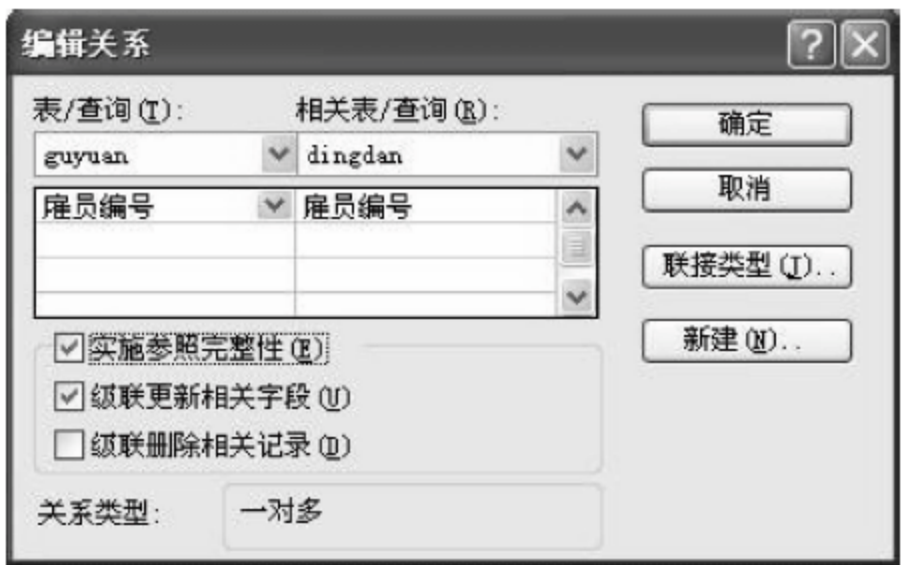 编辑关系
表/查询(T):
相关表/查询(R):
guyuan
dingdan
雇员编号
雇员编号
实施参照完整性(E)
级联更新相关字段(U)
级联删除相关记录(D)
关系类型:
一对多
确定
取消
联接类型(J)..
新建(N)..